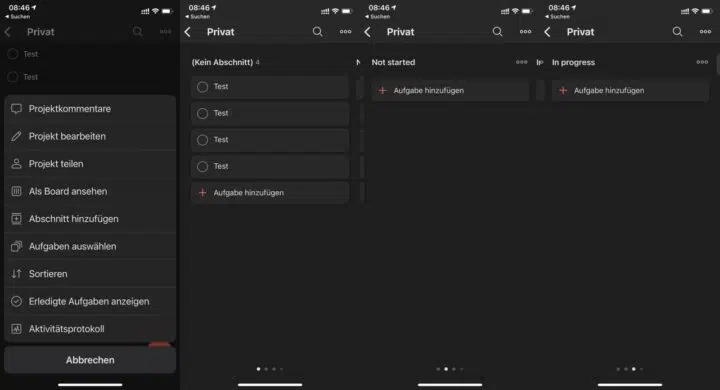 08:46
Suchen
Privat
Test
Test
Projektkommentare
Projekt bearbeiten
Projekt teilen
Als Board ansehen
Abschnitt hinzufügen
Aufgaben auswählen
Sortieren
Erledigte Aufgaben anzeigen
Aktivitätsprotokoll
Abbrechen
08:46
Suchen
Privat
(Kein Abschnitt) 4
Test
Test
Test
Test
Aufgabe hinzufügen
08:46
Suchen
Privat
Not started
Aufgabe hinzufügen
08:46
Suchen
Privat
In progress
Aufgabe hinzufügen